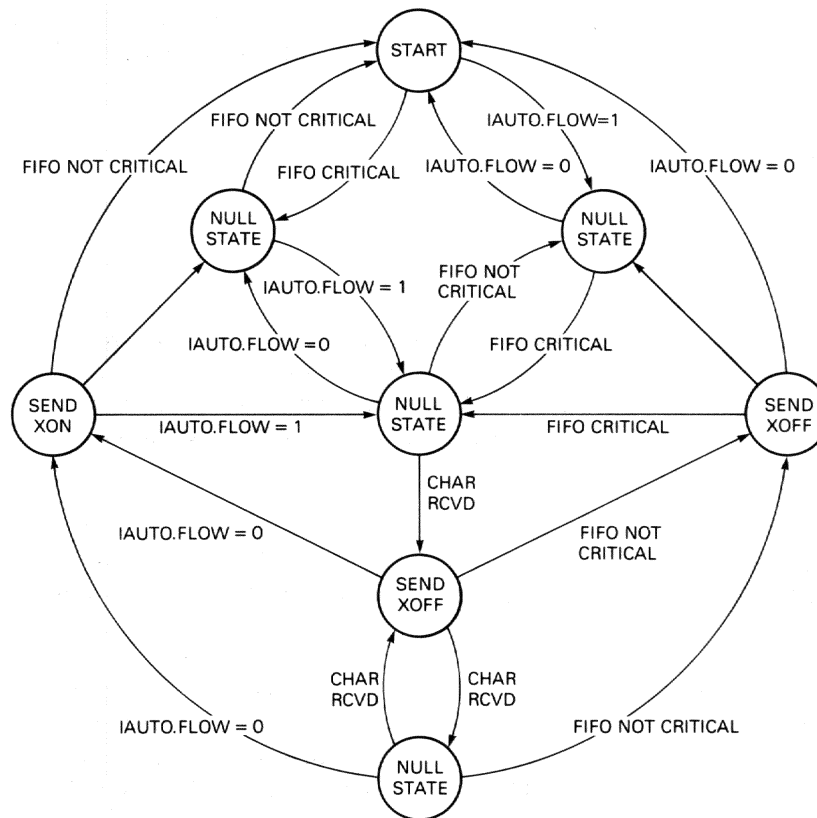 START
FIFO NOT CRITICAL
IAUTO.FLOW=1
FIFO NOT CRITICAL
IAUTO.FLOW = 0
IAUTO.FLOW = 0
FIFO CRITICAL
NULL
STATE
NULL
STATE
IAUTO.FLOW = 1
FIFO NOT
CRITICAL
IAUTO.FLOW = 0
FIFO CRITICAL
SEND
XON
NULL
STATE
SEND
XOFF
IAUTO.FLOW = 1
FIFO CRITICAL
CHAR
RCVD
IAUTO.FLOW = 0
FIFO NOT
CRITICAL
SEND
XOFF
CHAR
RCVD
CHAR
RCVD
IAUTO.FLOW = 0
FIFO NOT CRITICAL
NULL
STATE